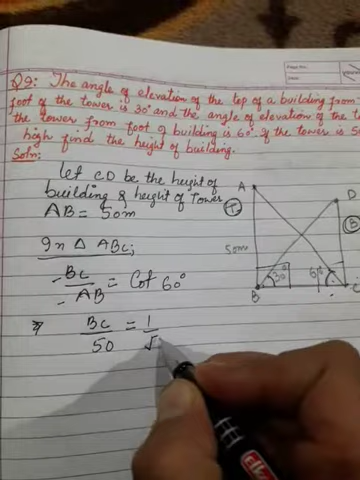 Q9: The angle of elevation of the top of a building from
foot of the tower is 30° and the angle of elevation of the
the tower from foot of building is 60°. If the tower is
high find the height of building.
Soln:
Let CD be the height of
building & height of Tower
AB = 50m
In Δ ABC;
BC/AB = Cot 60°
⇒ BC/50 = 1/√
A
D
T
B
50m
30°
60°
B
C